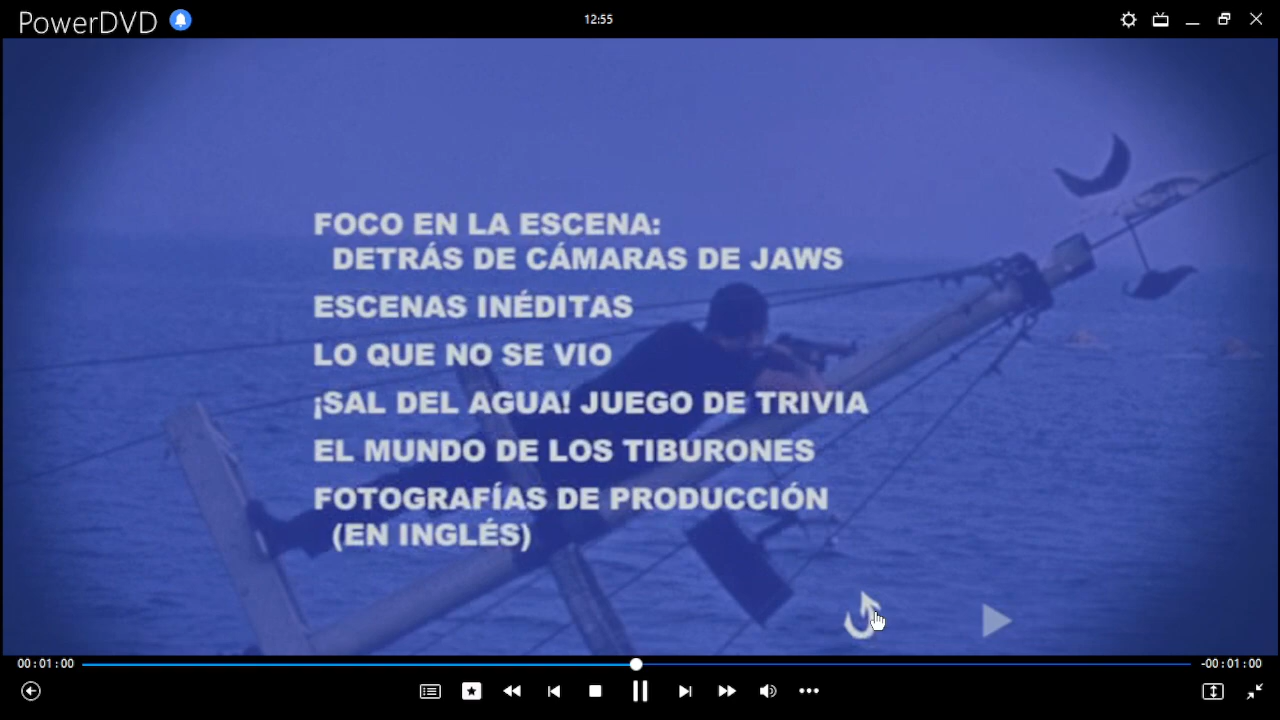 PowerDVD
12:55
FOCO EN LA ESCENA:
DETRÁS DE CÁMARAS DE JAWS
ESCENAS INÉDITAS
LO QUE NO SE VIO
¡SAL DEL AGUA! JUEGO DE TRIVIA
EL MUNDO DE LOS TIBURONES
FOTOGRAFÍAS DE PRODUCCIÓN
(EN INGLÉS)
00:01:00
-00:01:00